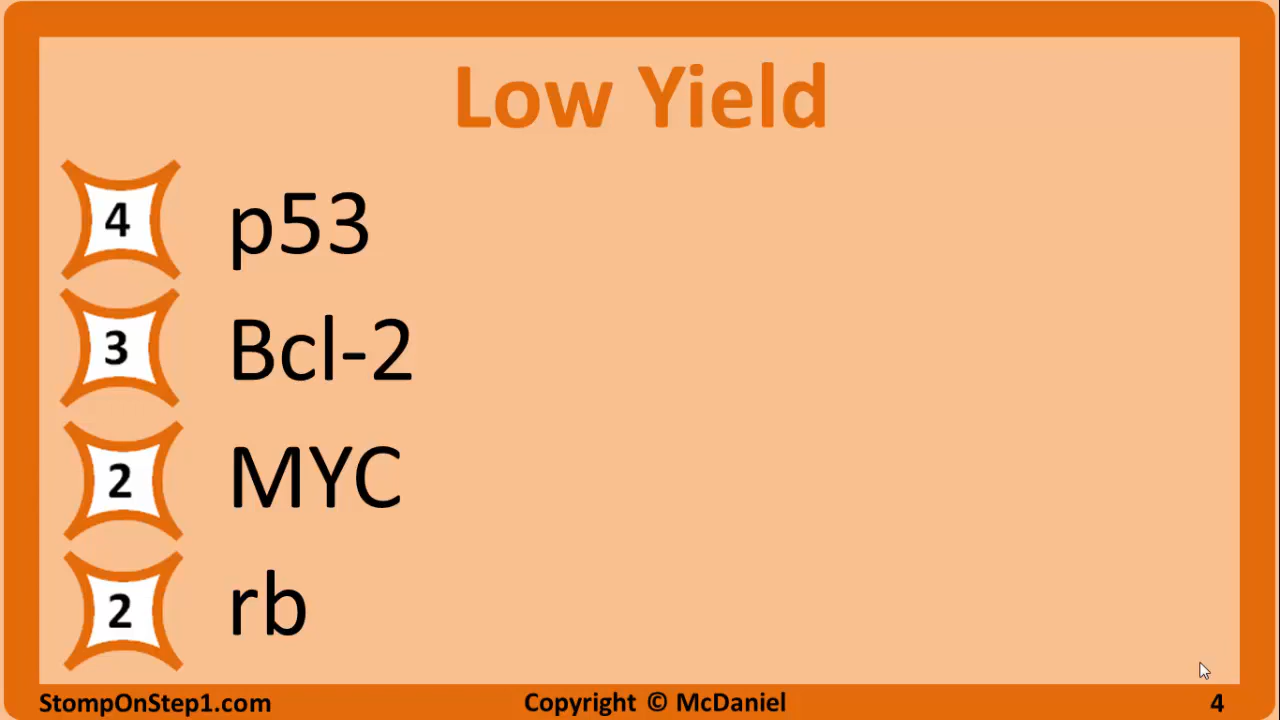 Low Yield
4 p53
3 Bcl-2
2 MYC
2 rb
StompOnStep1.com Copyright © McDaniel 4